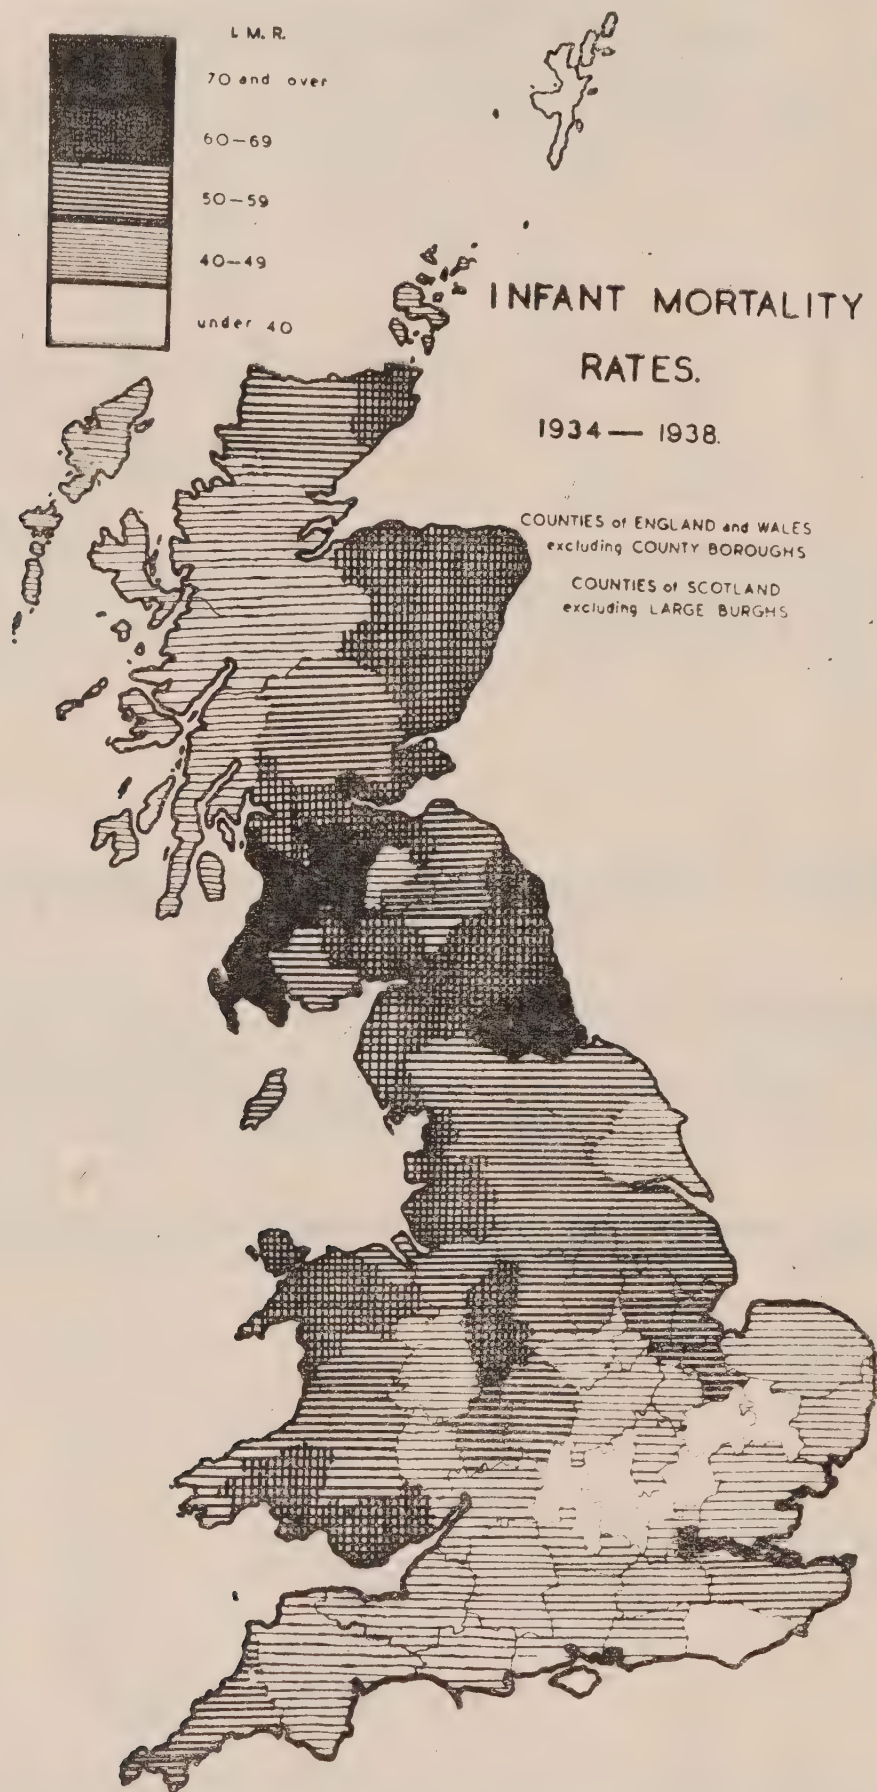 I. M. R.
70 and over
60—69
50—59
40—49
under 40
INFANT MORTALITY
RATES.
1934 — 1938.
COUNTIES of ENGLAND and WALES
excluding COUNTY BOROUGHS
COUNTIES of SCOTLAND
excluding LARGE BURGHS